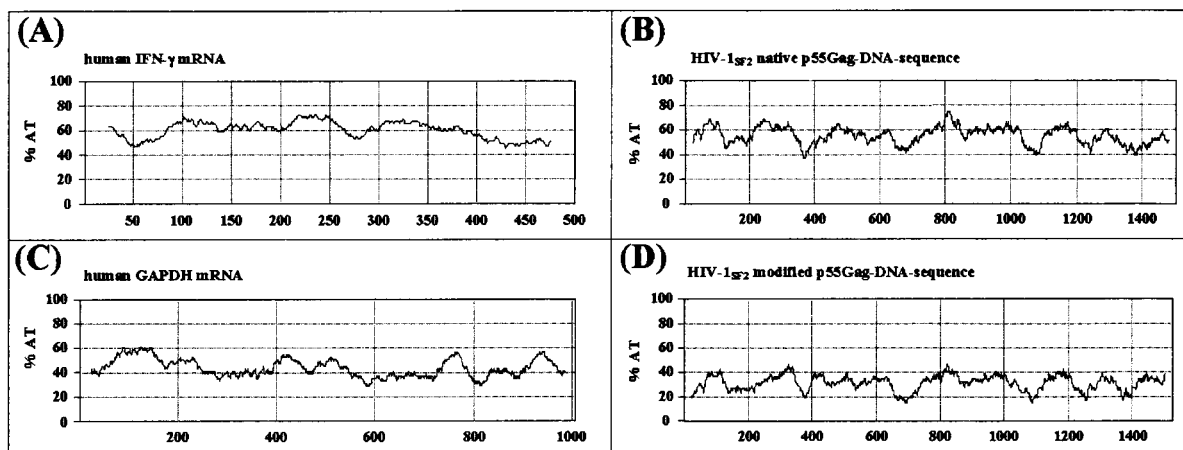 (A)
human IFN-γ mRNA
% AT
100
80
60
40
20
0
50 100 150 200 250 300 350 400 450 500
(B)
HIV-1SF2 native p55Gag-DNA-sequence
% AT
100
80
60
40
20
0
200 400 600 800 1000 1200 1400
(C)
human GAPDH mRNA
% AT
100
80
60
40
20
0
200 400 600 800 1000
(D)
HIV-1SF2 modified p55Gag-DNA-sequence
% AT
100
80
60
40
20
0
200 400 600 800 1000 1200 1400